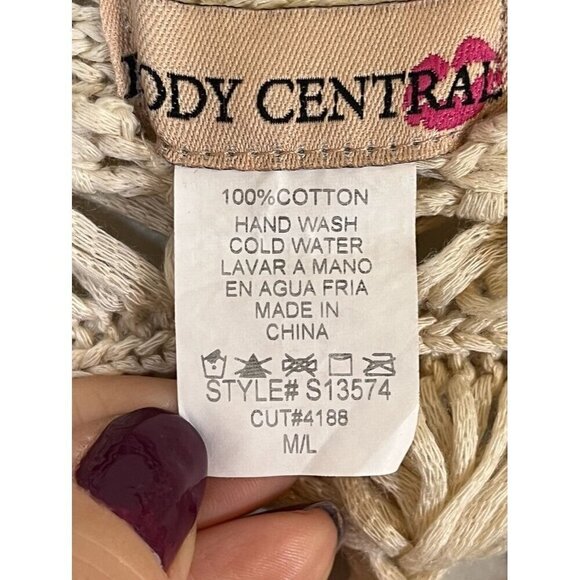 BODY CENTRAL
100%COTTON
HAND WASH
COLD WATER
LAVAR A MANO
EN AGUA FRIA
MADE IN
CHINA
STYLE# S13574
CUT#4188
M/L